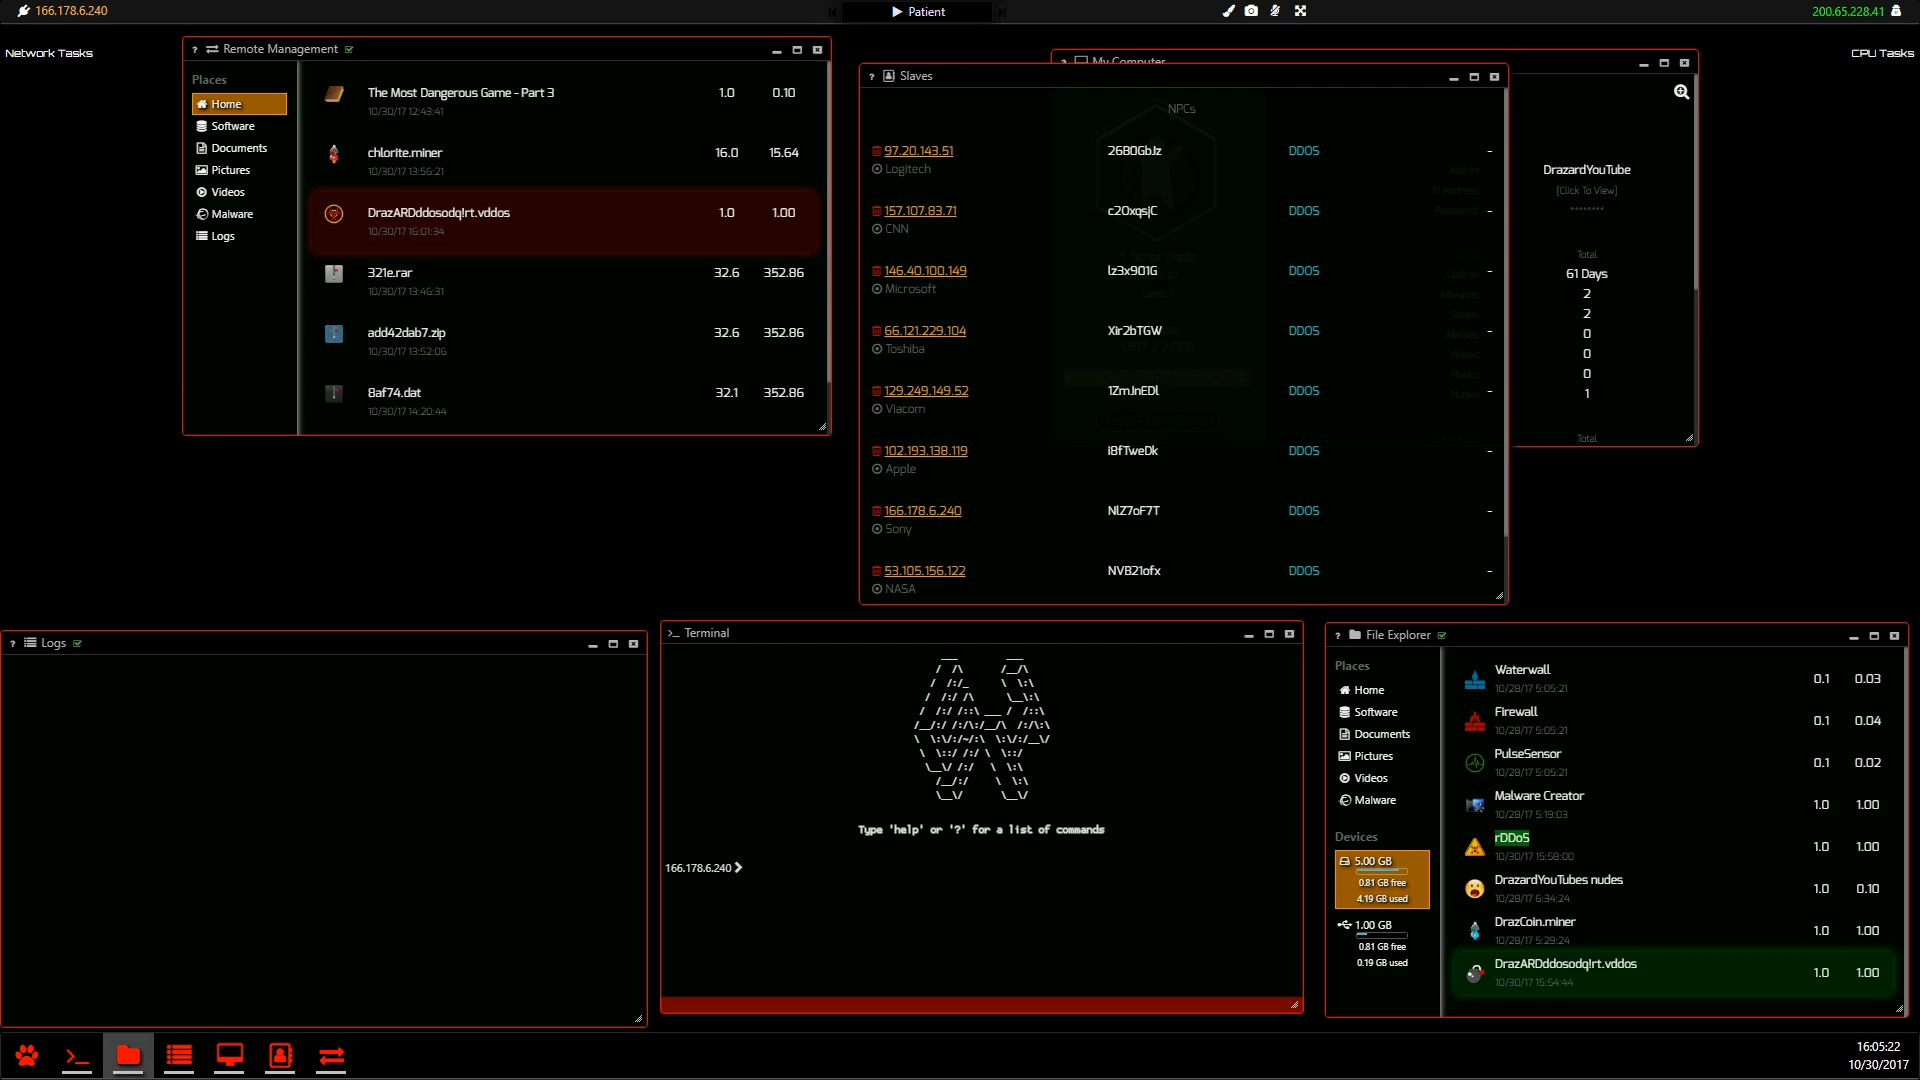 166.178.6.240
Patient
200.65.228.41
Network Tasks
CPU Tasks
? Remote Management
Places
Home
Software
Documents
Pictures
Videos
Malware
Logs
The Most Dangerous Game - Part 3 1.0 0.10
10/30/17 12:43:41
chlorite.miner 16.0 15.64
10/30/17 13:56:21
DrazARDddosodq!rt.vddos 1.0 1.00
10/30/17 16:01:34
321e.rar 32.6 352.86
10/30/17 13:46:31
add42dab7.zip 32.6 352.86
10/30/17 13:52:06
8af74.dat 32.1 352.86
10/30/17 14:20:44
? My Computer
DrazardYouTube
[Click To View]
********
Total
61 Days
2
2
0
0
0
1
Total
? Slaves
NPCs
97.20.143.51 26B0GbJz DDOS -
Logitech
157.107.83.71 c2OxqsjC DDOS -
CNN
146.40.100.149 lz3x901G DDOS -
Microsoft
66.121.229.104 Xir2bTGW DDOS -
Toshiba
129.249.149.52 1ZmJnEDl DDOS -
Viacom
102.193.138.119 i8fTweDk DDOS -
Apple
166.178.6.240 NlZ7oF7T DDOS -
Sony
53.105.156.122 NVB21ofx DDOS -
NASA
? Logs
>_ Terminal
Type 'help' or '?' for a list of commands
166.178.6.240 >
? File Explorer
Places
Home
Software
Documents
Pictures
Videos
Malware
Devices
5.00 GB
0.81 GB free
4.19 GB used
1.00 GB
0.81 GB free
0.19 GB used
Waterwall 0.1 0.03
10/28/17 5:05:21
Firewall 0.1 0.04
10/28/17 5:05:21
PulseSensor 0.1 0.02
10/28/17 5:05:21
Malware Creator 1.0 1.00
10/28/17 5:19:03
rDDoS 1.0 1.00
10/30/17 15:58:00
DrazardYouTubes nudes 1.0 0.10
10/28/17 6:34:24
DrazCoin.miner 1.0 1.00
10/28/17 5:29:24
DrazARDddosodq!rt.vddos 1.0 1.00
10/30/17 15:54:44
16:05:22
10/30/2017